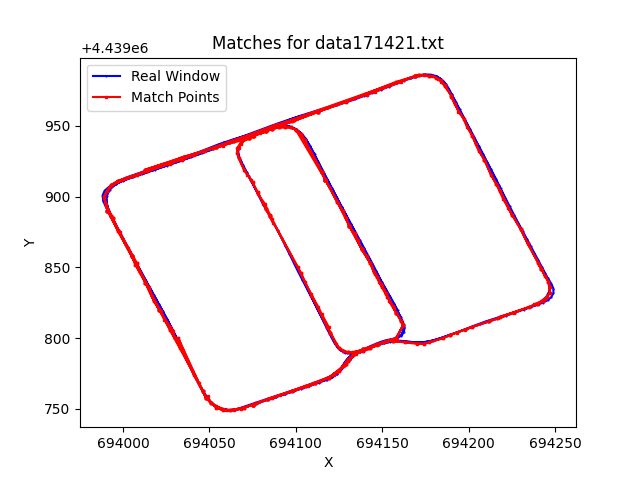 Matches for data171421.txt
+4.439e6
Real Window
Match Points
950
900
850
800
750
Y
694000 694050 694100 694150 694200 694250
X